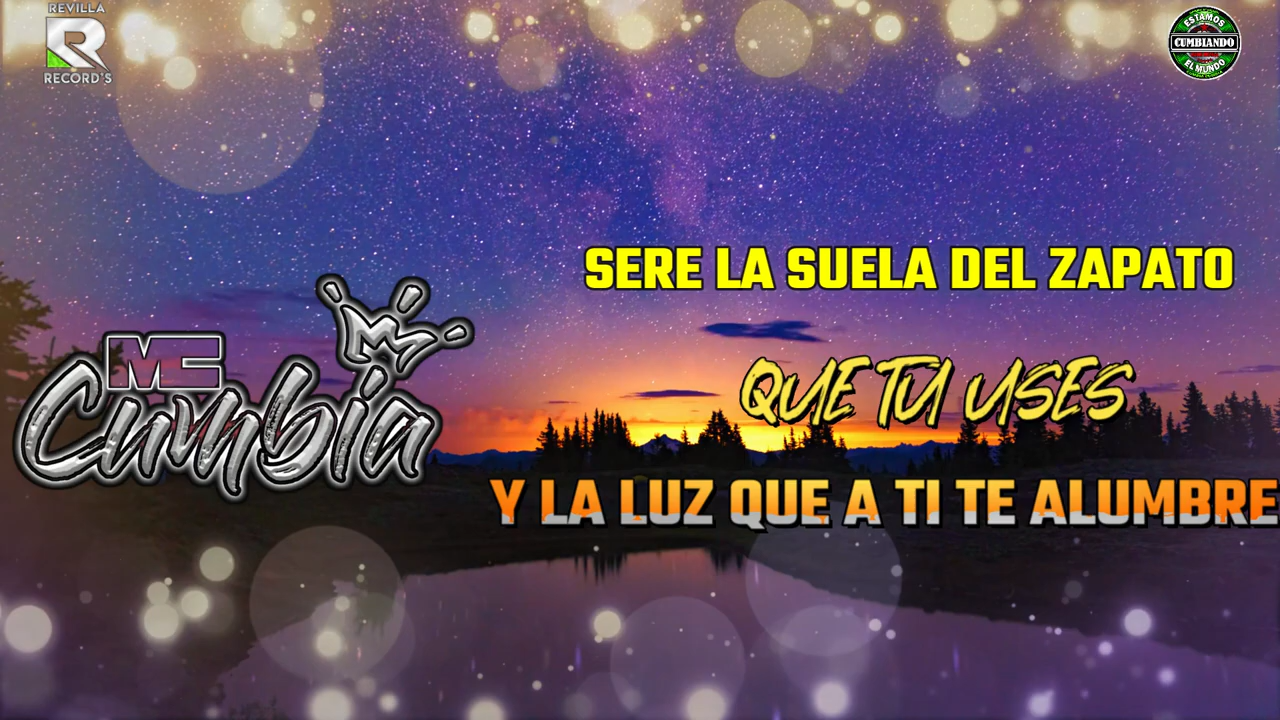 REVILLA
RECORD'S
ESTAMOS
CUMBIANDO
EL MUNDO
MC
Cumbia
SERE LA SUELA DEL ZAPATO
QUE TU USES
Y LA LUZ QUE A TI TE ALUMBRE